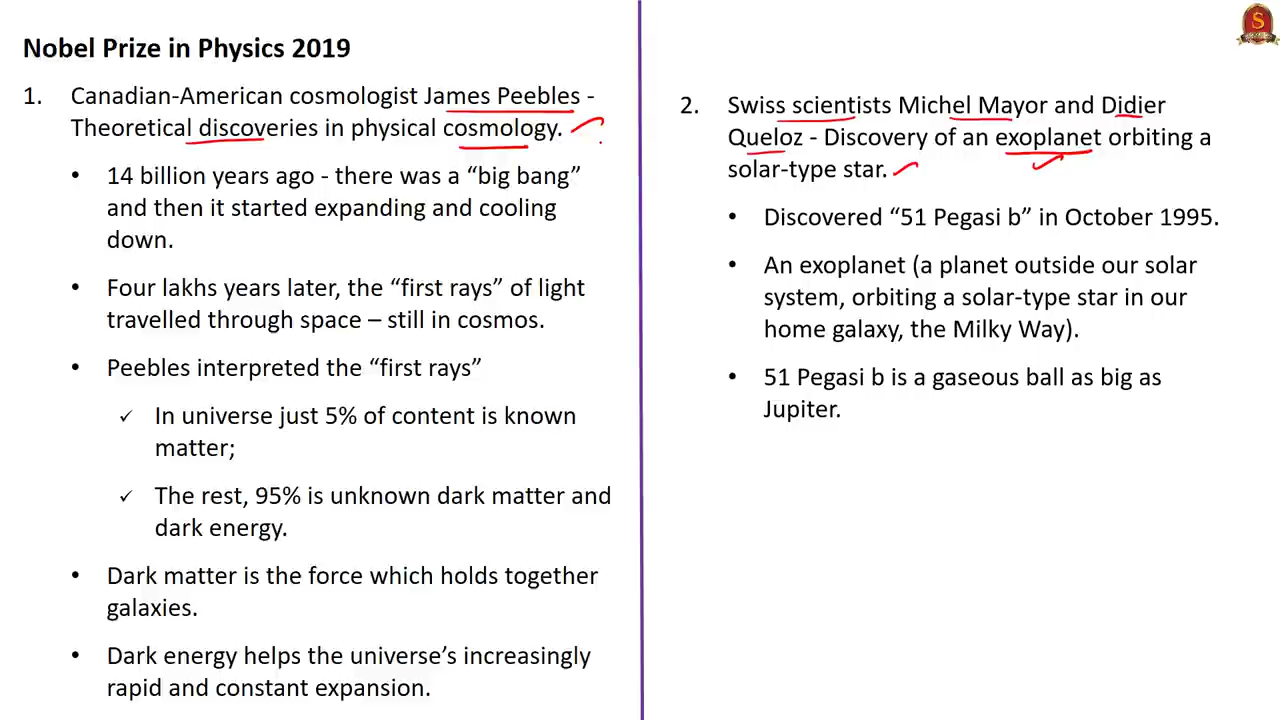 Nobel Prize in Physics 2019
1. Canadian-American cosmologist James Peebles -
Theoretical discoveries in physical cosmology.
• 14 billion years ago - there was a “big bang”
and then it started expanding and cooling
down.
• Four lakhs years later, the “first rays” of light
travelled through space – still in cosmos.
• Peebles interpreted the “first rays”
✓ In universe just 5% of content is known
matter;
✓ The rest, 95% is unknown dark matter and
dark energy.
• Dark matter is the force which holds together
galaxies.
• Dark energy helps the universe’s increasingly
rapid and constant expansion.
2. Swiss scientists Michel Mayor and Didier
Queloz - Discovery of an exoplanet orbiting a
solar-type star.
• Discovered “51 Pegasi b” in October 1995.
• An exoplanet (a planet outside our solar
system, orbiting a solar-type star in our
home galaxy, the Milky Way).
• 51 Pegasi b is a gaseous ball as big as
Jupiter.
S